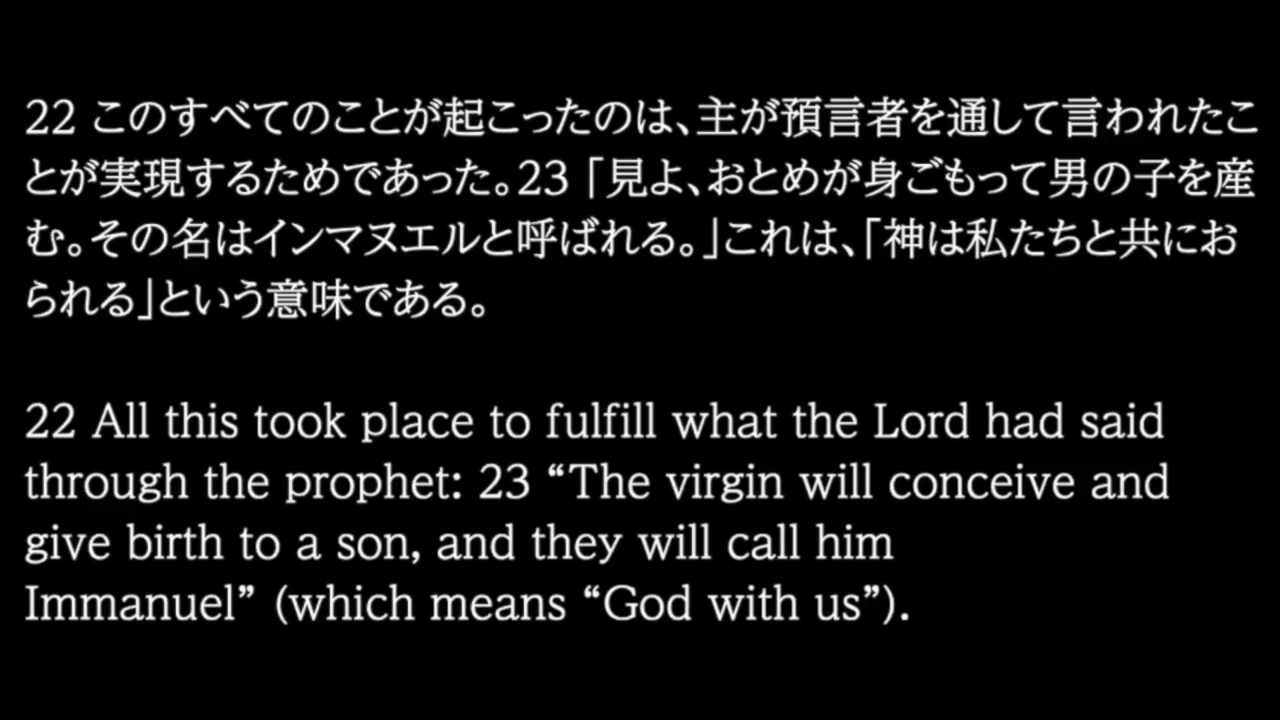 22 このすべてのことが起こったのは、主が預言者を通して言われたこ
とが実現するためであった。23 「見よ、おとめが身ごもって男の子を産
む。その名はインマヌエルと呼ばれる。」これは、「神は私たちと共にお
られる」という意味である。
22 All this took place to fulfill what the Lord had said
through the prophet: 23 “The virgin will conceive and
give birth to a son, and they will call him
Immanuel” (which means “God with us”).